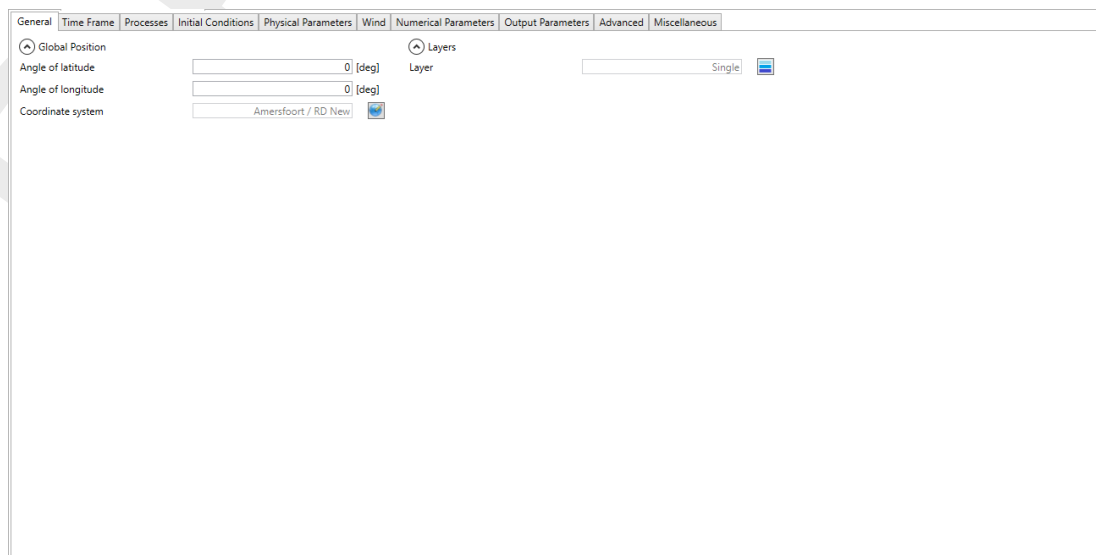 General Time Frame Processes Initial Conditions Physical Parameters Wind Numerical Parameters Output Parameters Advanced Miscellaneous
Global Position
Angle of latitude 0 [deg]
Angle of longitude 0 [deg]
Coordinate system Amersfoort / RD New
Layers
Layer Single